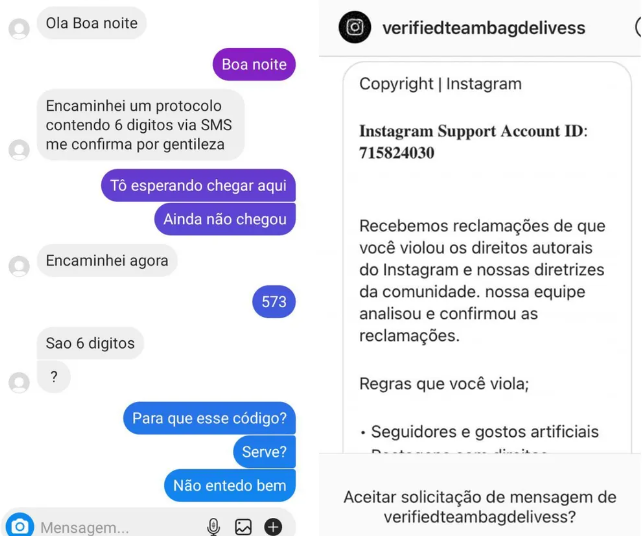 Ola Boa noite
Boa noite
Encaminhei um protocolo
contendo 6 digitos via SMS
me confirma por gentileza
Tô esperando chegar aqui
Ainda não chegou
Encaminhei agora
573
Sao 6 digitos
?
Para que esse código?
Serve?
Não entedo bem
Mensagem...
verifiedteambagdelivess
Copyright | Instagram
Instagram Support Account ID:
715824030
Recebemos reclamações de que
você violou os direitos autorais
do Instagram e nossas diretrizes
da comunidade. nossa equipe
analisou e confirmou as
reclamações.
Regras que você viola;
• Seguidores e gostos artificiais
Aceitar solicitação de mensagem de
verifiedteambagdelivess?